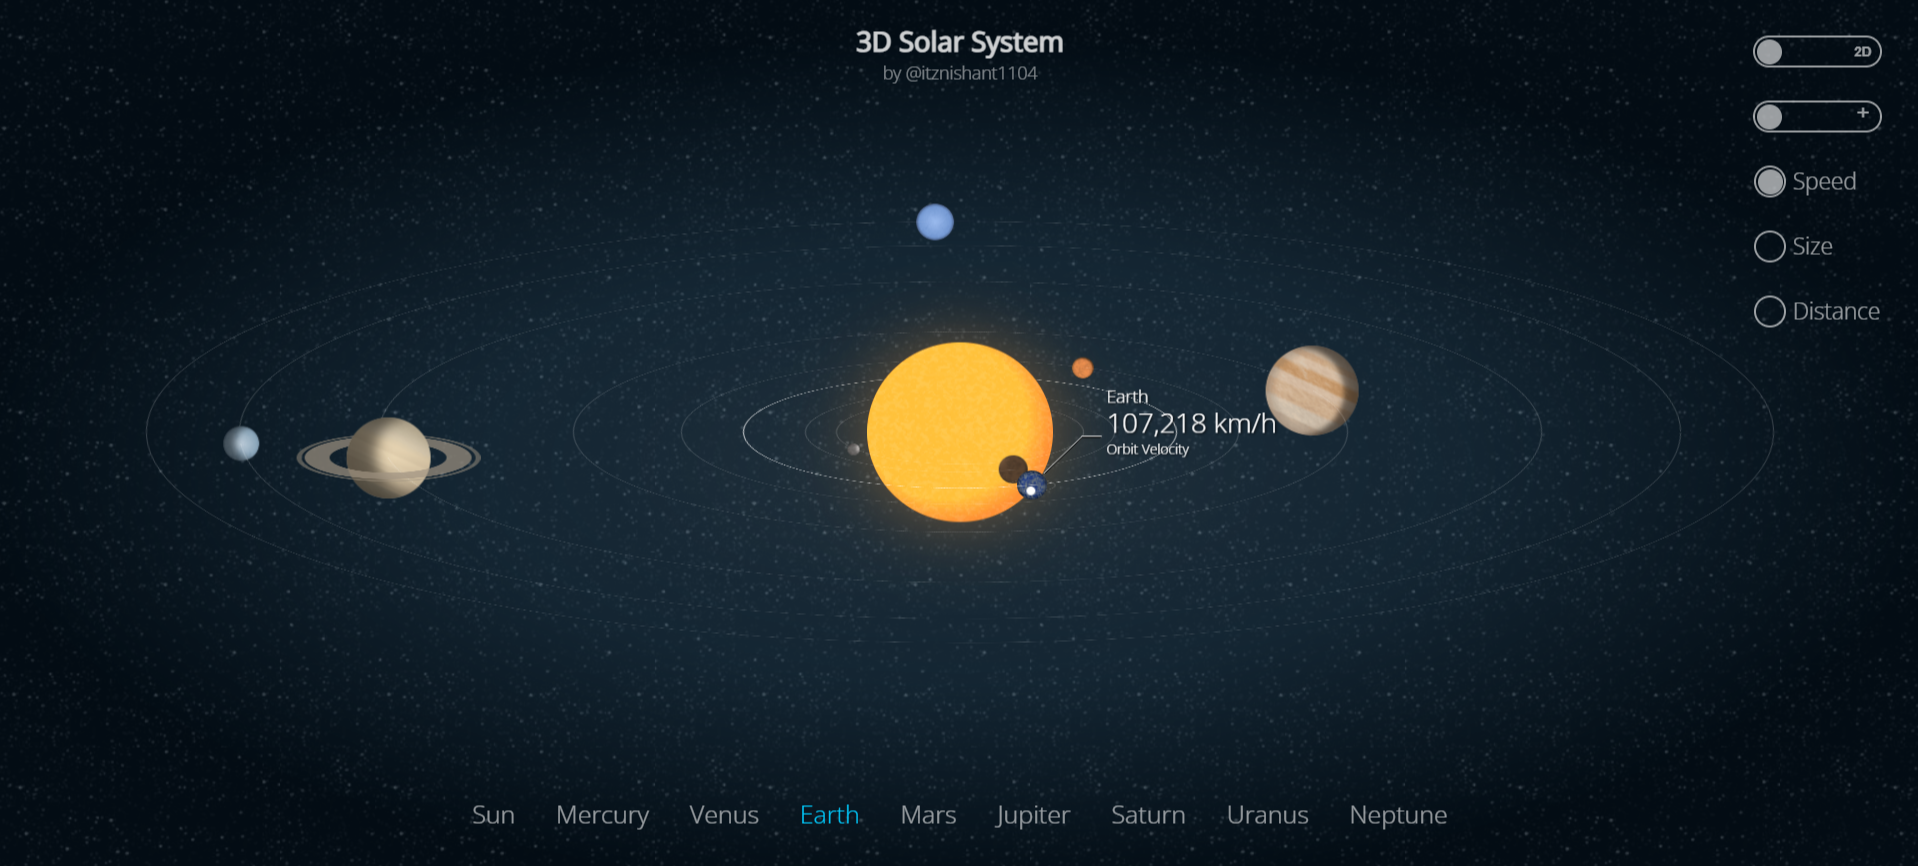 3D Solar System
by @itznishant1104
2D
+
Speed
Size
Distance
Earth
107,218 km/h
Orbit Velocity
Sun Mercury Venus Earth Mars Jupiter Saturn Uranus Neptune